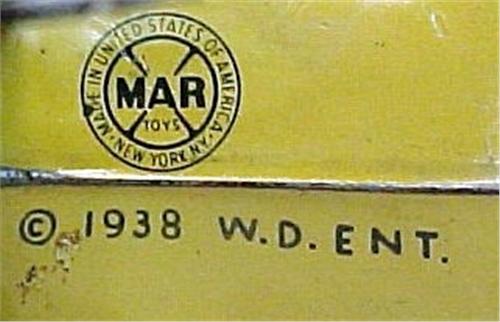 MADE IN UNITED STATES OF AMERICA
MAR
TOYS
NEW YORK N.Y.
© 1938 W.D. ENT.